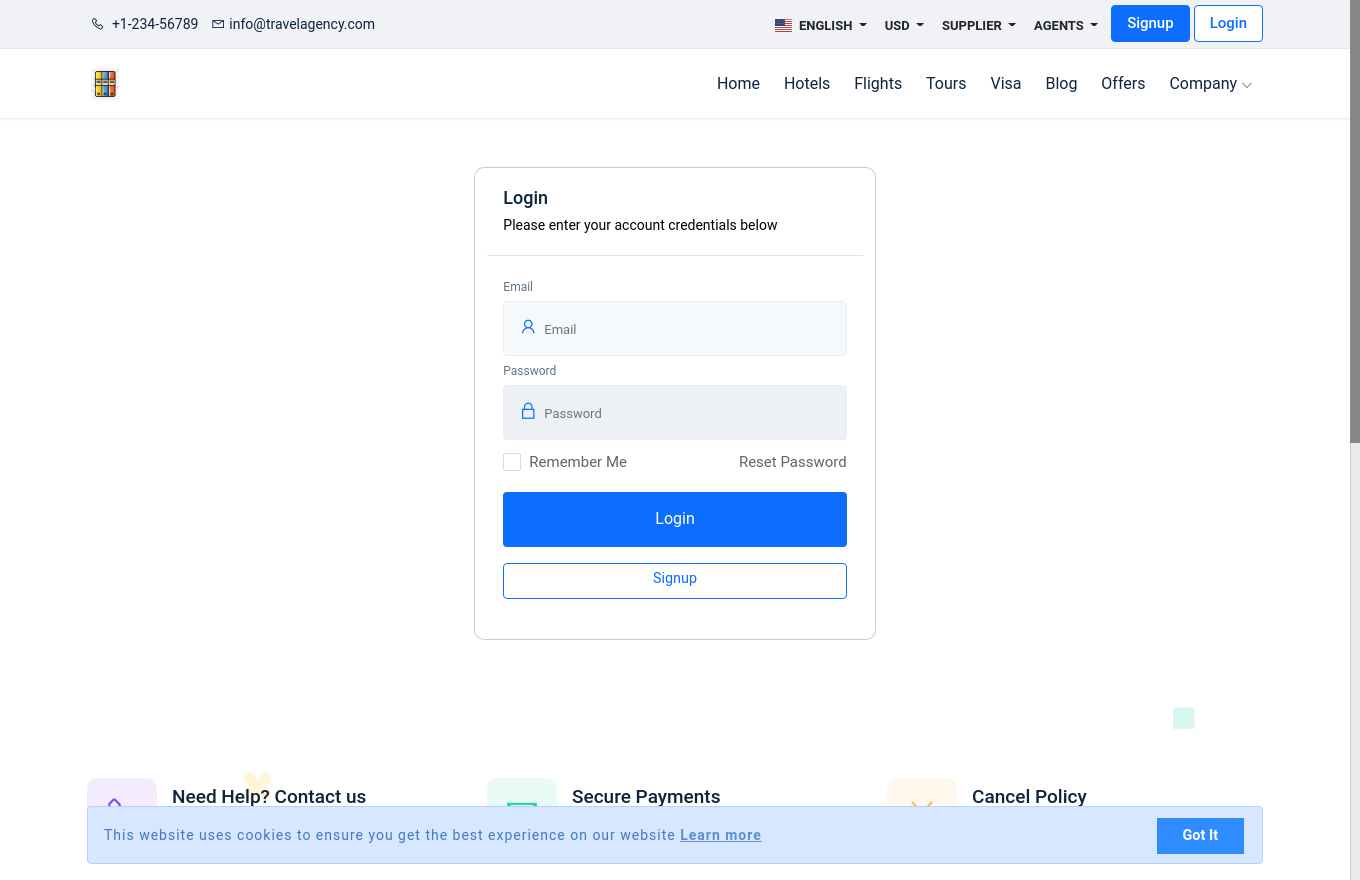 +1-234-56789 info@travelagency.com
ENGLISH USD SUPPLIER AGENTS Signup Login
Home Hotels Flights Tours Visa Blog Offers Company
Login
Please enter your account credentials below
Email
Email
Password
Password
Remember Me Reset Password
Login
Signup
Need Help? Contact us Secure Payments Cancel Policy
This website uses cookies to ensure you get the best experience on our website Learn more Got It